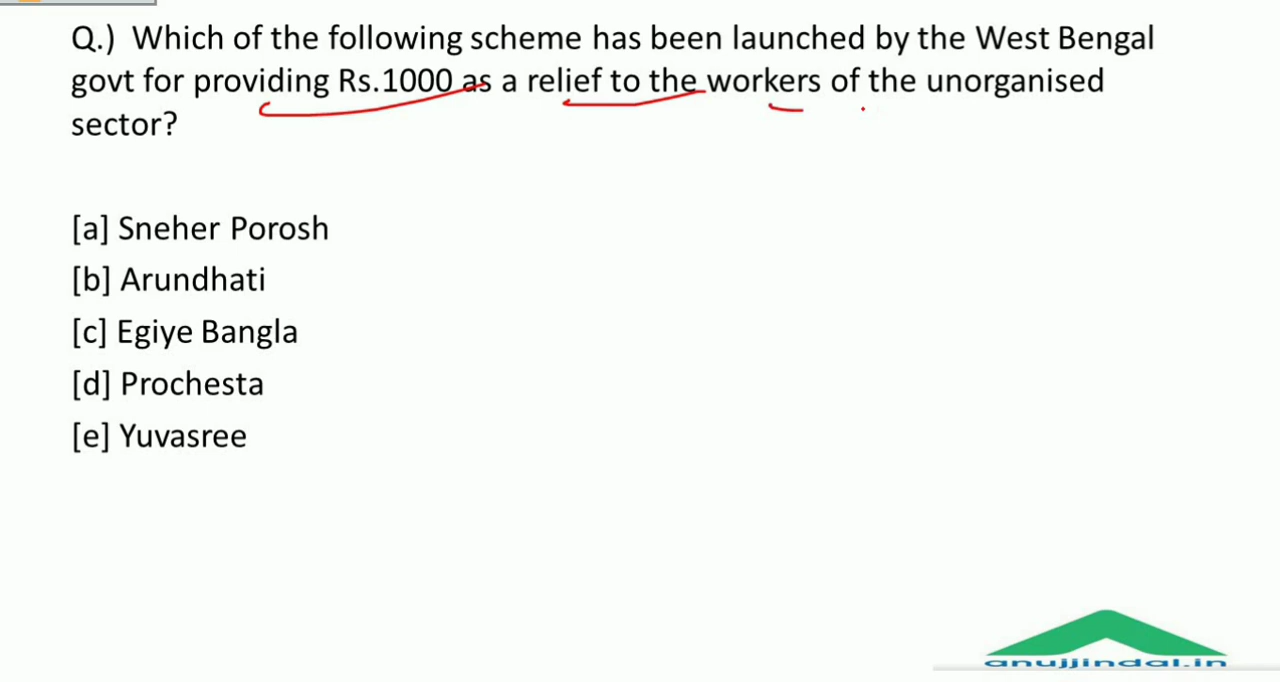 Q.) Which of the following scheme has been launched by the West Bengal
govt for providing Rs.1000 as a relief to the workers of the unorganised
sector?
[a] Sneher Porosh
[b] Arundhati
[c] Egiye Bangla
[d] Prochesta
[e] Yuvasree
anujjindal.in